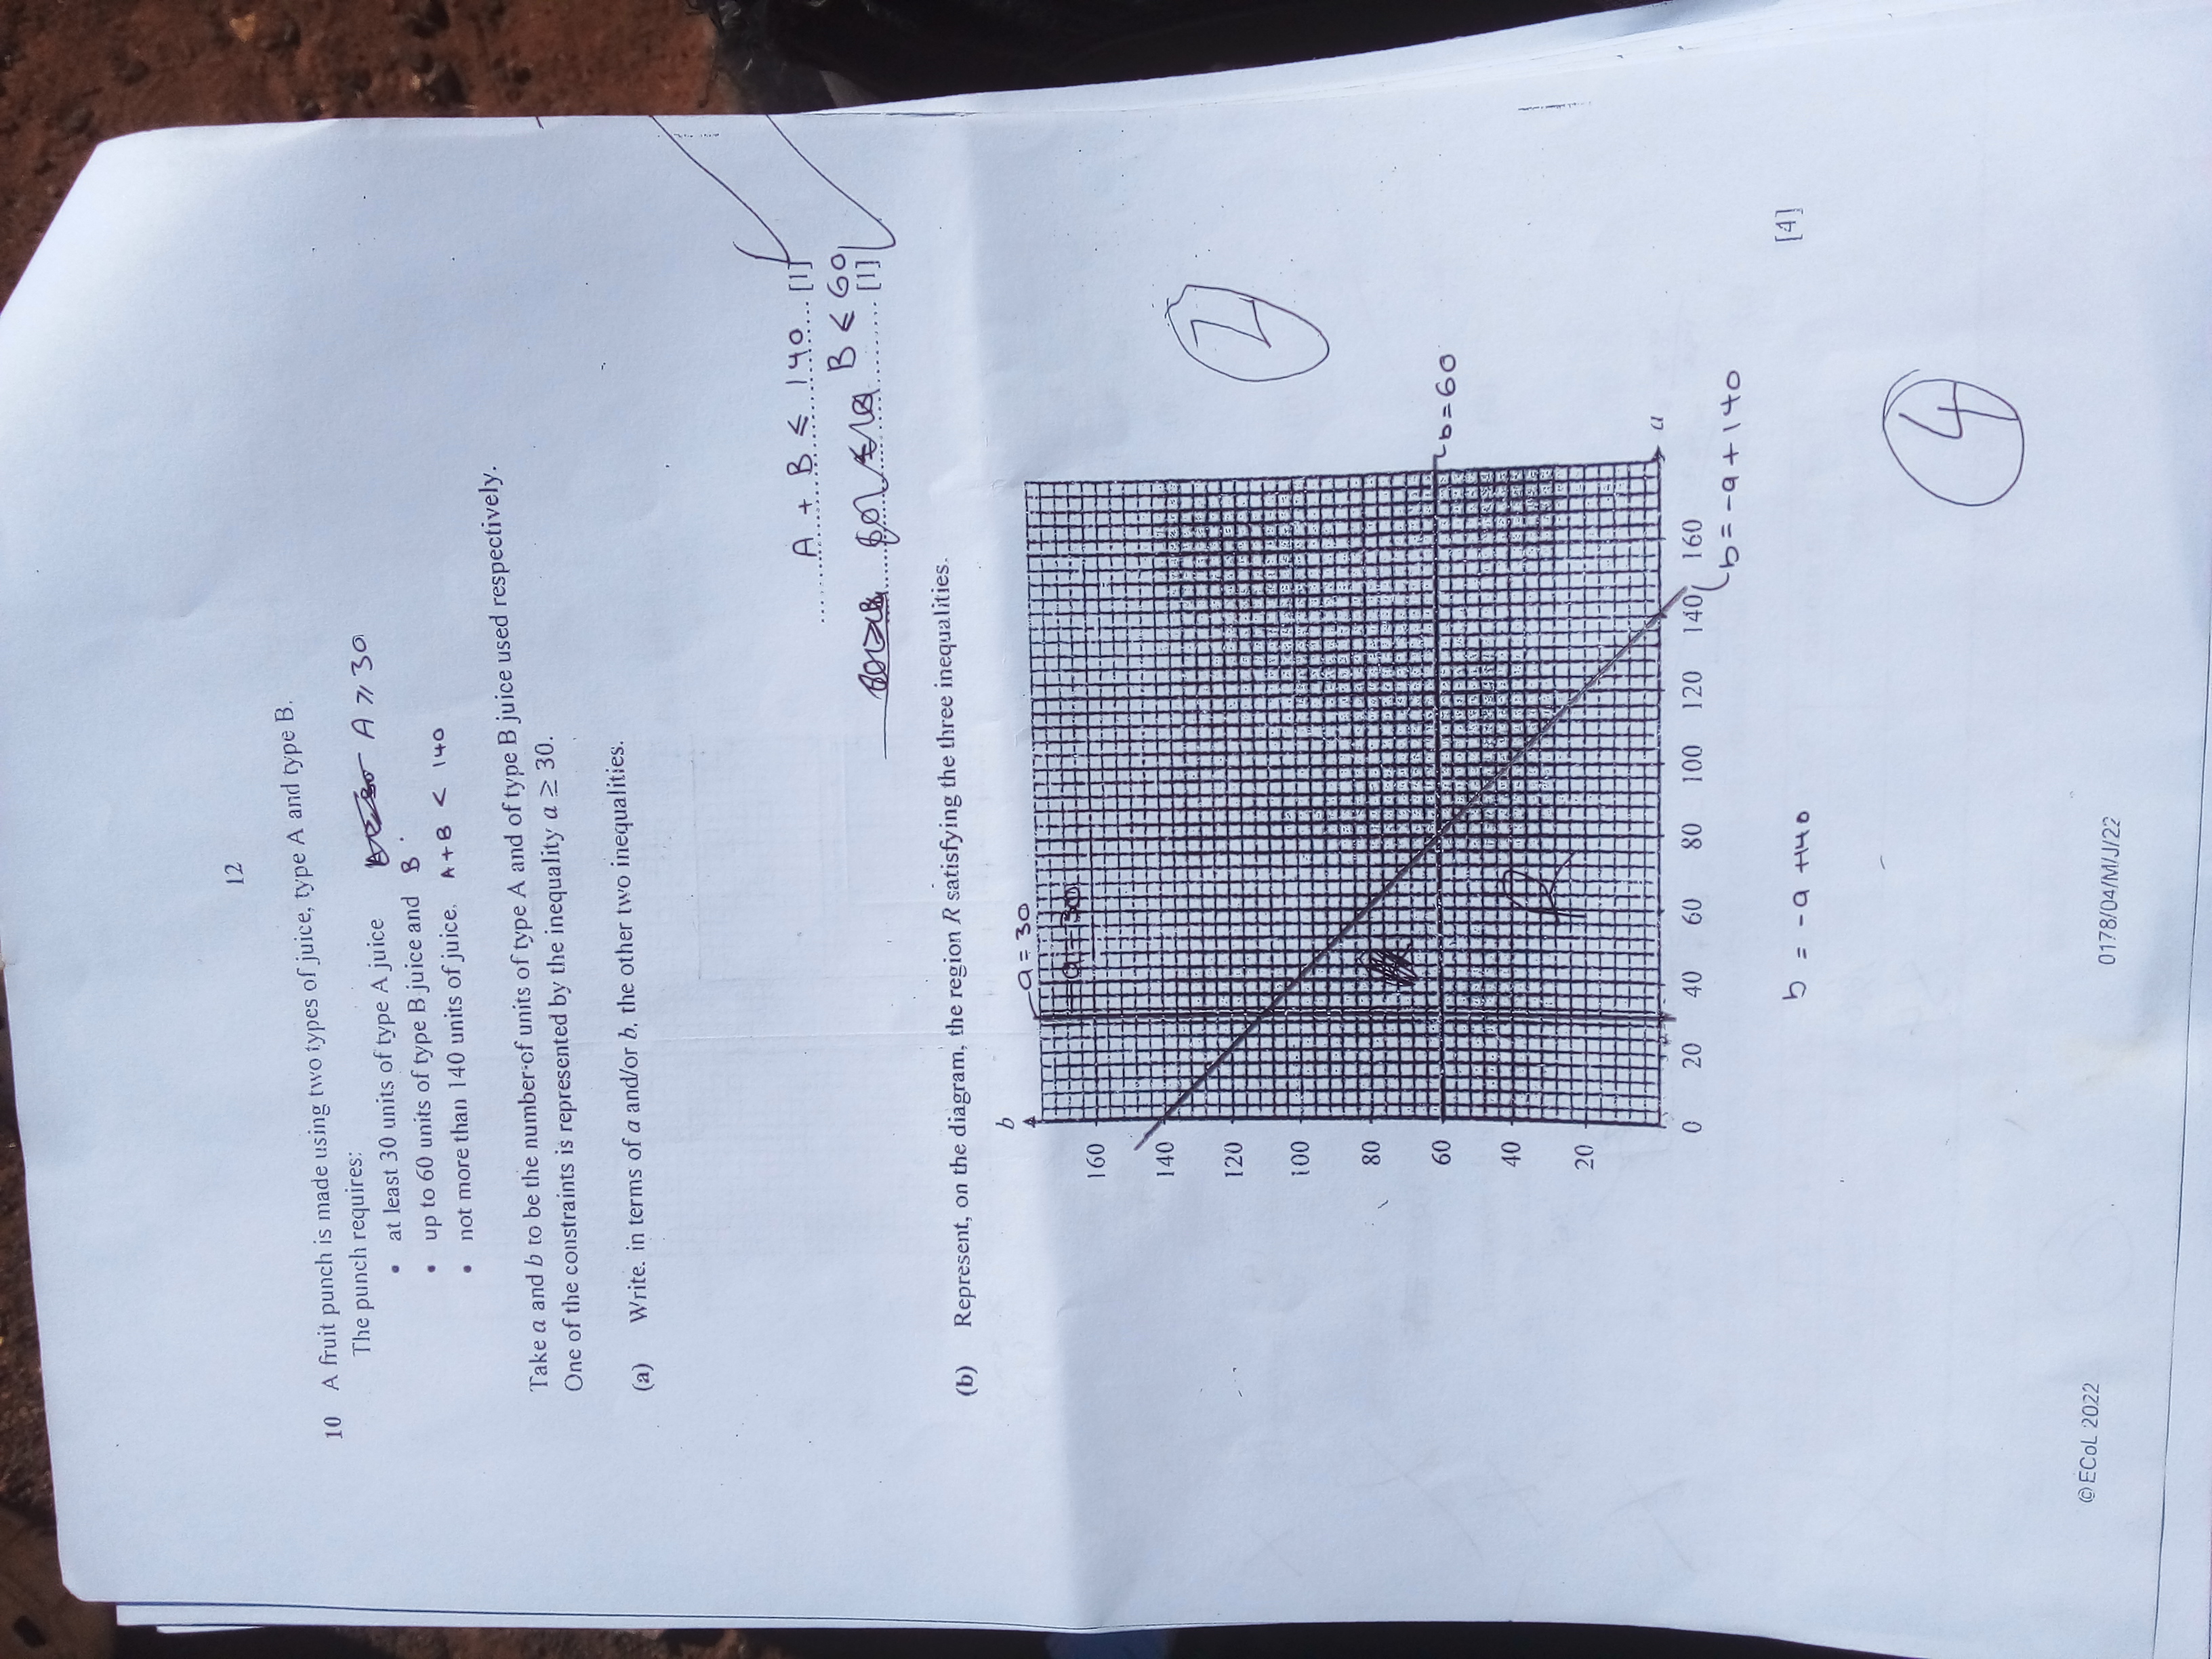 12
10 A fruit punch is made using two types of juice, type A and type B.
The punch requires:
• at least 30 units of type A juice A ⩾ 30
• up to 60 units of type B juice and B
• not more than 140 units of juice. A + B < 140
Take a and b to be the number of units of type A and of type B juice used respectively.
One of the constraints is represented by the inequality a ≥ 30.
(a) Write, in terms of a and/or b, the other two inequalities.
A + B ⩽ 140 [1]
B ⩽ 60
[1]
(b) Represent, on the diagram, the region R satisfying the three inequalities.
b
a = 30
a = 30
160
140
120
2
100
80
60
b = 60
40
R
20
a
0 20 40 60 80 100 120 140 160
b = -a + 140
b = -a + 140
[4]
4
© ECoL 2022
0178/04/M/J/22